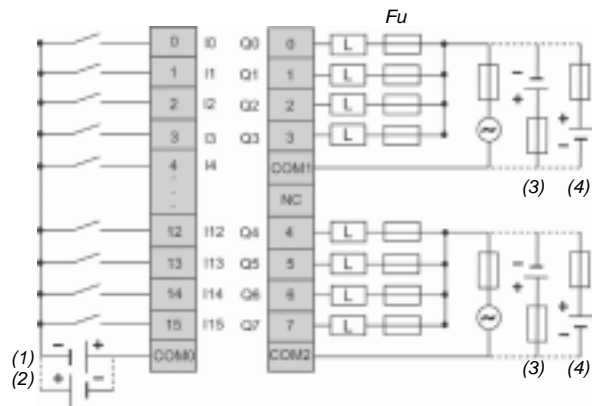 Fu
0 I0 Q0 0 L
1 I1 Q1 1 L
2 I2 Q2 2 L
3 I3 Q3 3 L
4 I4 COM1
NC
12 I12 Q4 4 L
13 I13 Q5 5 L
14 I14 Q6 6 L
15 I15 Q7 7 L
COM0 COM2
- +
+ -
- + + -
(3) (4)
- + + -
(3) (4)
(1)
(2)